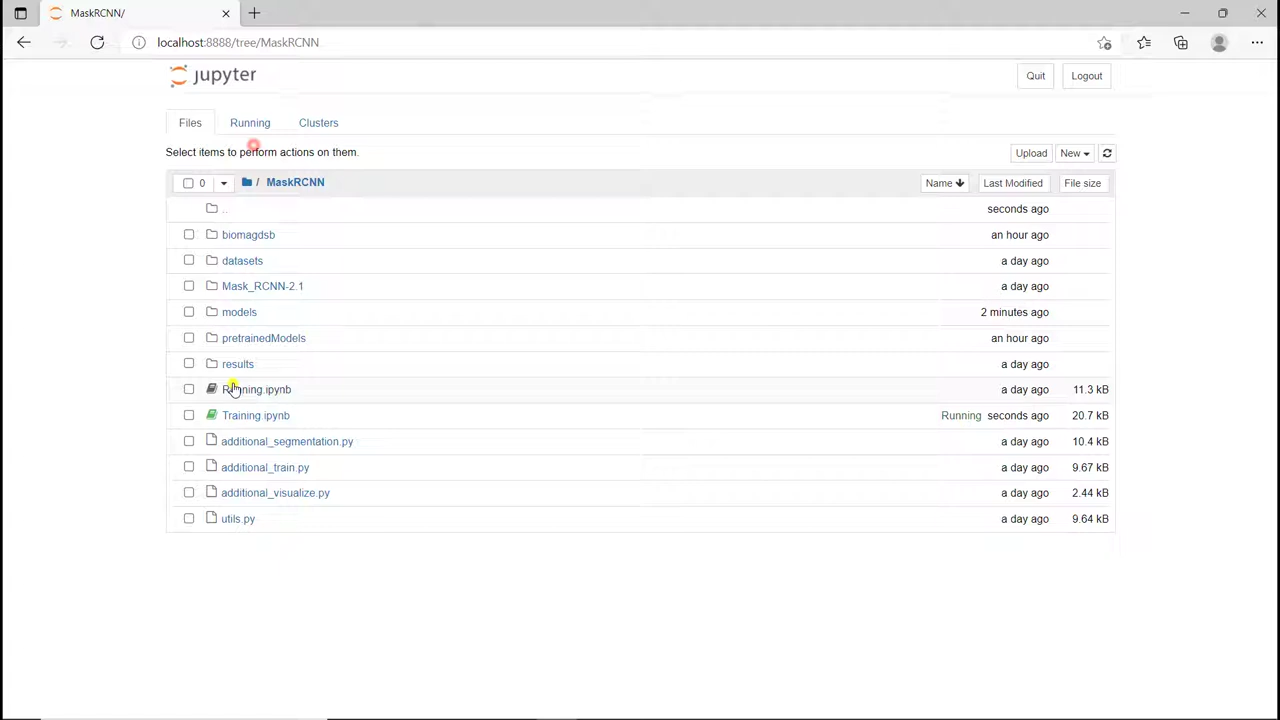 MaskRCNN/
localhost:8888/tree/MaskRCNN
jupyter
Quit
Logout
Files
Running
Clusters
Select items to perform actions on them.
Upload
New
0
/ MaskRCNN
Name
Last Modified
File size
..
seconds ago
biomagdsb
an hour ago
datasets
a day ago
Mask_RCNN-2.1
a day ago
models
2 minutes ago
pretrainedModels
an hour ago
results
a day ago
Running.ipynb
a day ago
11.3 kB
Training.ipynb
Running
seconds ago
20.7 kB
additional_segmentation.py
a day ago
10.4 kB
additional_train.py
a day ago
9.67 kB
additional_visualize.py
a day ago
2.44 kB
utils.py
a day ago
9.64 kB